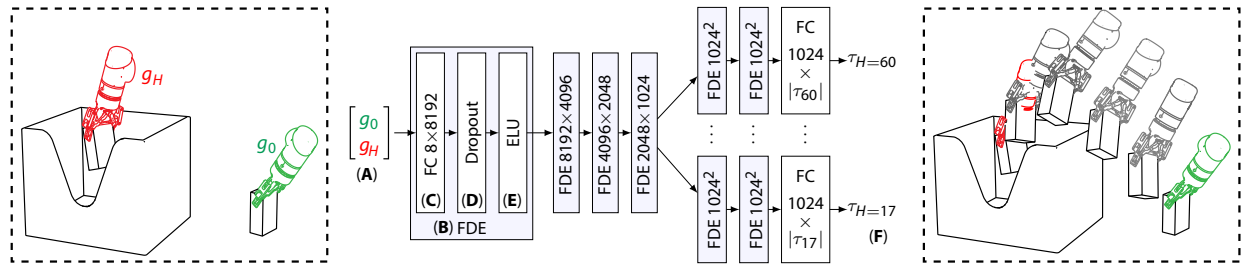 g_H
g_0
[g_0
g_H]
(A)
FC 8×8192
(C)
Dropout
(D)
ELU
(E)
(B) FDE
FDE 8192×4096
FDE 4096×2048
FDE 2048×1024
FDE 1024²
FDE 1024²
FC
1024
×
|τ_60|
τ_H=60
⋮
⋮
⋮
FDE 1024²
FDE 1024²
FC
1024
×
|τ_17|
τ_H=17
(F)